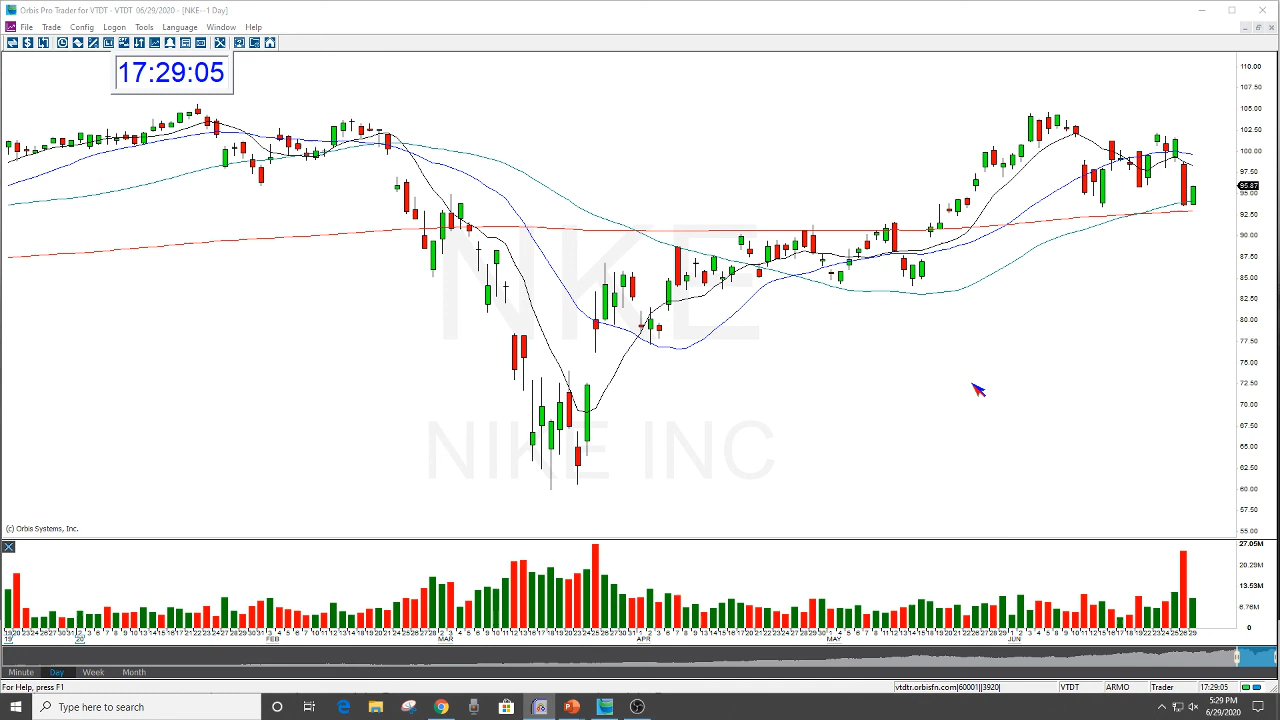 Orbis Pro Trader for VTDT - VTDT 06/29/2020 - [NKE--1 Day]
File Trade Config Logon Tools Language Window Help
17:29:05
110.00
107.50
105.00
102.50
100.00
97.50
95.87
95.00
92.50
90.00
87.50
85.00
82.50
80.00
77.50
75.00
72.50
70.00
67.50
65.00
62.50
60.00
57.50
55.00
NKE
NIKE INC
(c) Orbis Systems, Inc.
27.05M
20.29M
13.53M
6.76M
0
FEB MAR APR MAY JUN
Minute Day Week Month
For Help, press F1
vtdtr.orbisfn.com|60001||3920|
VTDT ARMO Trader 17:29:05
Type here to search
5:29 PM
6/29/2020